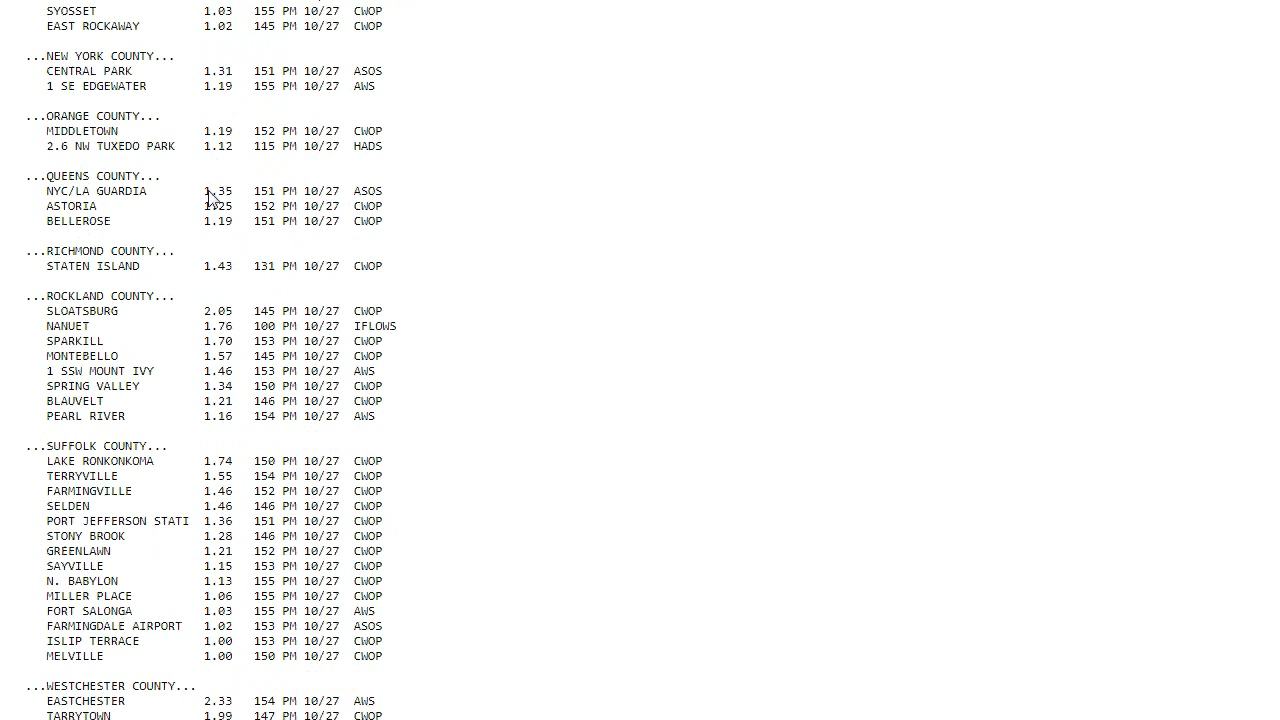 SYOSSET 1.03 155 PM 10/27 CWOP
EAST ROCKAWAY 1.02 145 PM 10/27 CWOP
...NEW YORK COUNTY...
CENTRAL PARK 1.31 151 PM 10/27 ASOS
1 SE EDGEWATER 1.19 155 PM 10/27 AWS
...ORANGE COUNTY...
MIDDLETOWN 1.19 152 PM 10/27 CWOP
2.6 NW TUXEDO PARK 1.12 115 PM 10/27 HADS
...QUEENS COUNTY...
NYC/LA GUARDIA 1.35 151 PM 10/27 ASOS
ASTORIA 1.25 152 PM 10/27 CWOP
BELLEROSE 1.19 151 PM 10/27 CWOP
...RICHMOND COUNTY...
STATEN ISLAND 1.43 131 PM 10/27 CWOP
...ROCKLAND COUNTY...
SLOATSBURG 2.05 145 PM 10/27 CWOP
NANUET 1.76 100 PM 10/27 IFLOWS
SPARKILL 1.70 153 PM 10/27 CWOP
MONTEBELLO 1.57 145 PM 10/27 CWOP
1 SSW MOUNT IVY 1.46 153 PM 10/27 AWS
SPRING VALLEY 1.34 150 PM 10/27 CWOP
BLAUVELT 1.21 146 PM 10/27 CWOP
PEARL RIVER 1.16 154 PM 10/27 AWS
...SUFFOLK COUNTY...
LAKE RONKONKOMA 1.74 150 PM 10/27 CWOP
TERRYVILLE 1.55 154 PM 10/27 CWOP
FARMINGVILLE 1.46 152 PM 10/27 CWOP
SELDEN 1.46 146 PM 10/27 CWOP
PORT JEFFERSON STATI 1.36 151 PM 10/27 CWOP
STONY BROOK 1.28 146 PM 10/27 CWOP
GREENLAWN 1.21 152 PM 10/27 CWOP
SAYVILLE 1.15 153 PM 10/27 CWOP
N. BABYLON 1.13 155 PM 10/27 CWOP
MILLER PLACE 1.06 155 PM 10/27 CWOP
FORT SALONGA 1.03 155 PM 10/27 AWS
FARMINGDALE AIRPORT 1.02 153 PM 10/27 ASOS
ISLIP TERRACE 1.00 153 PM 10/27 CWOP
MELVILLE 1.00 150 PM 10/27 CWOP
...WESTCHESTER COUNTY...
EASTCHESTER 2.33 154 PM 10/27 AWS
TARRYTOWN 1.99 147 PM 10/27 CWOP